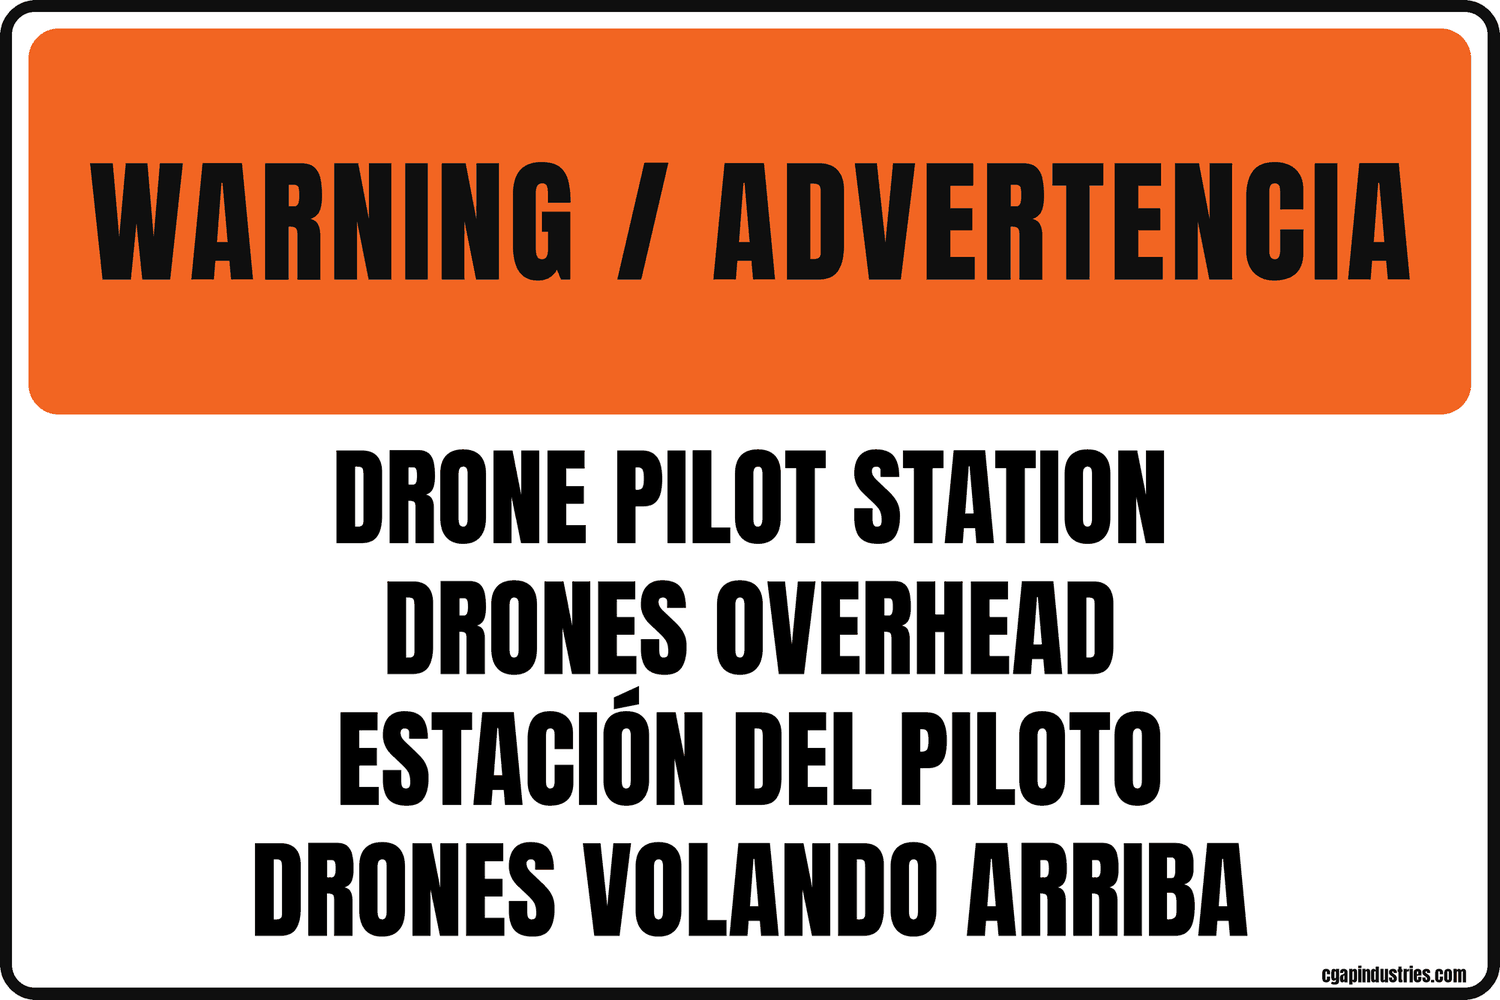 WARNING / ADVERTENCIA
DRONE PILOT STATION
DRONES OVERHEAD
ESTACIÓN DEL PILOTO
DRONES VOLANDO ARRIBA
cgapindustries.com